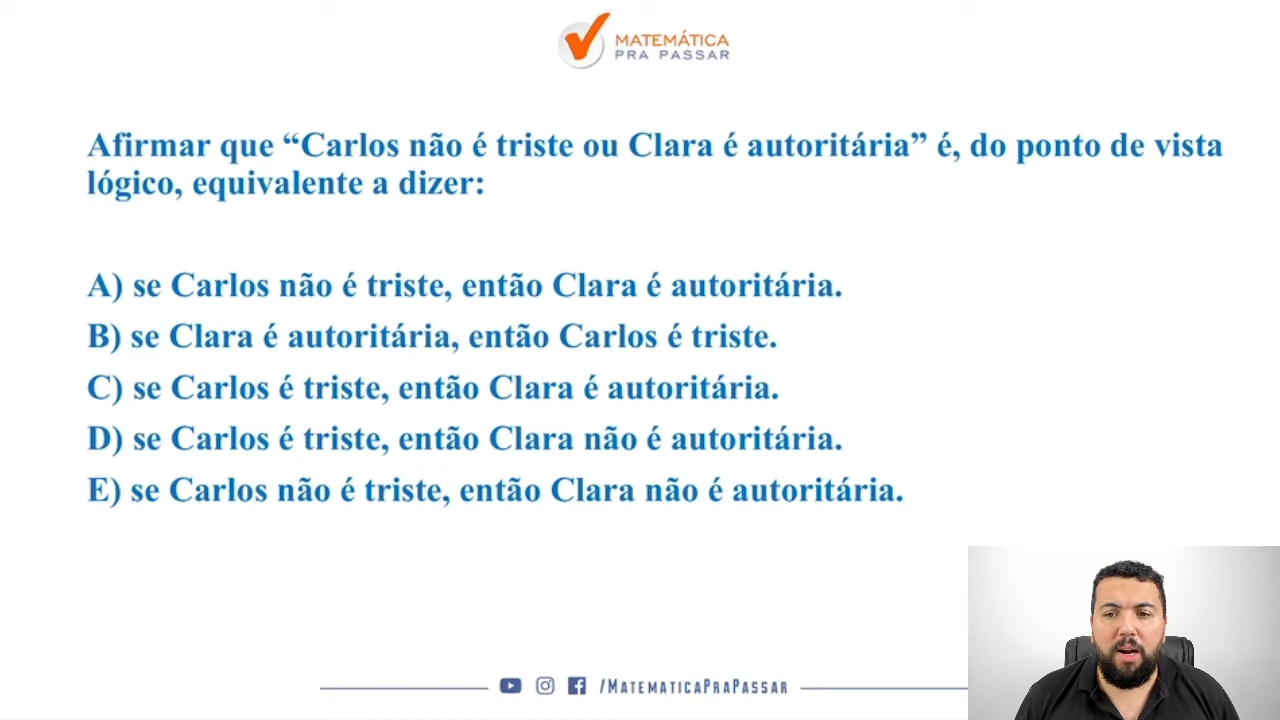 MATEMÁTICA
PRA PASSAR
Afirmar que “Carlos não é triste ou Clara é autoritária” é, do ponto de vista
lógico, equivalente a dizer:
A) se Carlos não é triste, então Clara é autoritária.
B) se Clara é autoritária, então Carlos é triste.
C) se Carlos é triste, então Clara é autoritária.
D) se Carlos é triste, então Clara não é autoritária.
E) se Carlos não é triste, então Clara não é autoritária.
/MATEMATICAPRAPASSAR